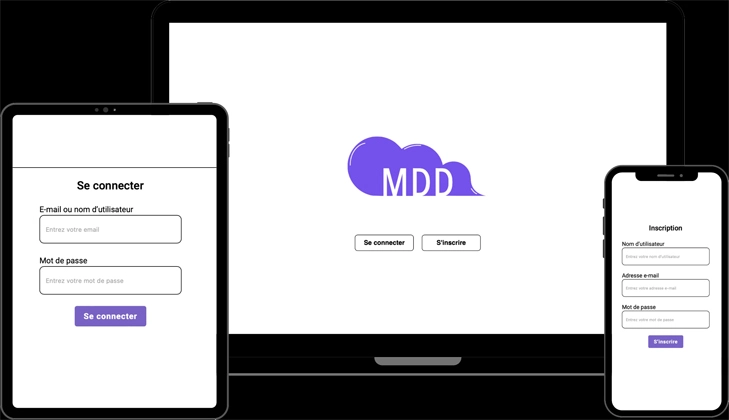 Se connecter
E-mail ou nom d'utilisateur
Entrez votre email
Mot de passe
Entrez votre mot de passe
Se connecter
MDD
Se connecter
S'inscrire
Inscription
Nom d'utilisateur
Entrez votre nom d'utilisateur
Adresse e-mail
Entrez votre adresse e-mail
Mot de passe
Entrez votre mot de passe
S'inscrire